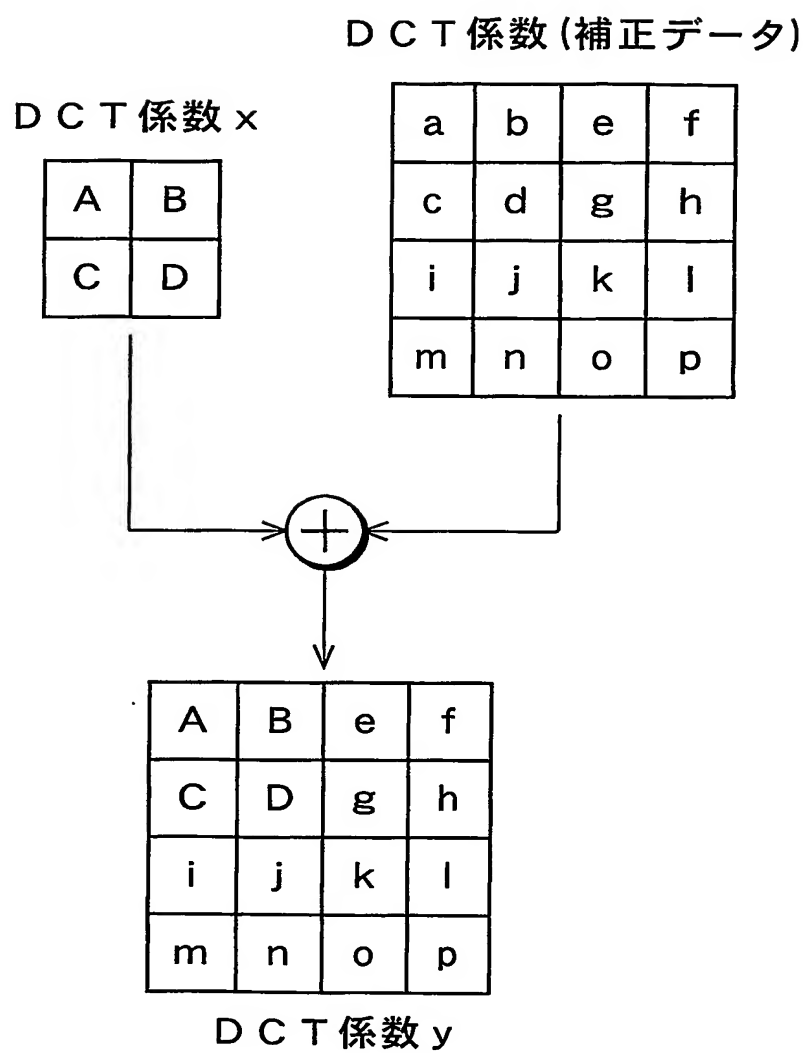 DCT係数(補正データ)
DCT係数x
A B
C D
a b e f
c d g h
i j k l
m n o p
A B e f
C D g h
i j k l
m n o p
DCT係数y